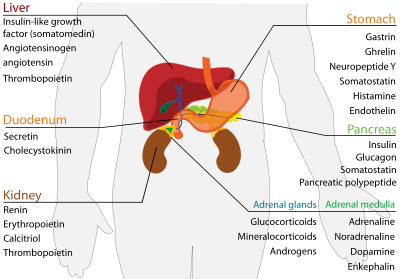 Liver
Insulin-like growth
factor (somatomedin)
Angiotensinogen
angiotensin
Thrombopoietin
Duodenum
Secretin
Cholecystokinin
Kidney
Renin
Erythropoietin
Calcitriol
Thrombopoietin
Stomach
Gastrin
Ghrelin
Neuropeptide Y
Somatostatin
Histamine
Endothelin
Pancreas
Insulin
Glucagon
Somatostatin
Pancreatic polypeptide
Adrenal glands
Glucocorticoids
Mineralocorticoids
Androgens
Adrenal medulla
Adrenaline
Noradrenaline
Dopamine
Enkephalin